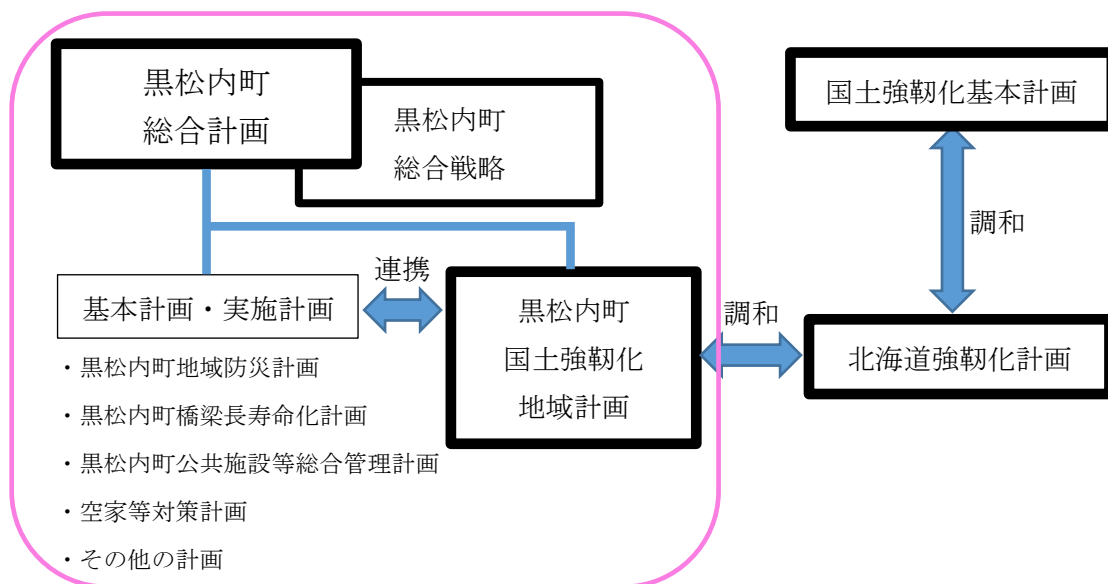 黒松内町
総合計画
黒松内町
総合戦略
国土強靭化基本計画
調和
連携
基本計画・実施計画
黒松内町
国土強靭化
地域計画
調和
北海道強靭化計画
・黒松内町地域防災計画
・黒松内町橋梁長寿命化計画
・黒松内町公共施設等総合管理計画
・空家等対策計画
・その他の計画